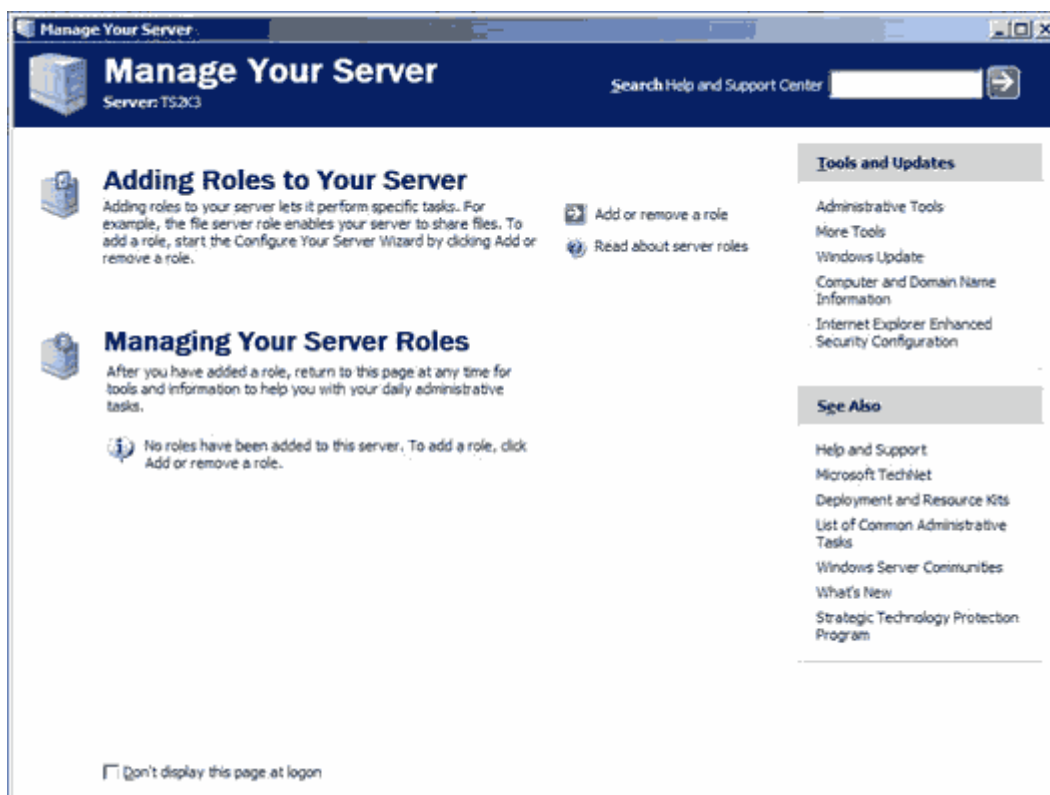 Manage Your Server
Manage Your Server
Server: TS2K3
Search Help and Support Center
Adding Roles to Your Server
Adding roles to your server lets it perform specific tasks. For
example, the file server role enables your server to share files. To
add a role, start the Configure Your Server Wizard by clicking Add or
remove a role.
Add or remove a role
Read about server roles
Managing Your Server Roles
After you have added a role, return to this page at any time for
tools and information to help you with your daily administrative
tasks.
No roles have been added to this server. To add a role, click
Add or remove a role.
Tools and Updates
Administrative Tools
More Tools
Windows Update
Computer and Domain Name
Information
Internet Explorer Enhanced
Security Configuration
See Also
Help and Support
Microsoft TechNet
Deployment and Resource Kits
List of Common Administrative
Tasks
Windows Server Communities
What's New
Strategic Technology Protection
Program
Don't display this page at logon